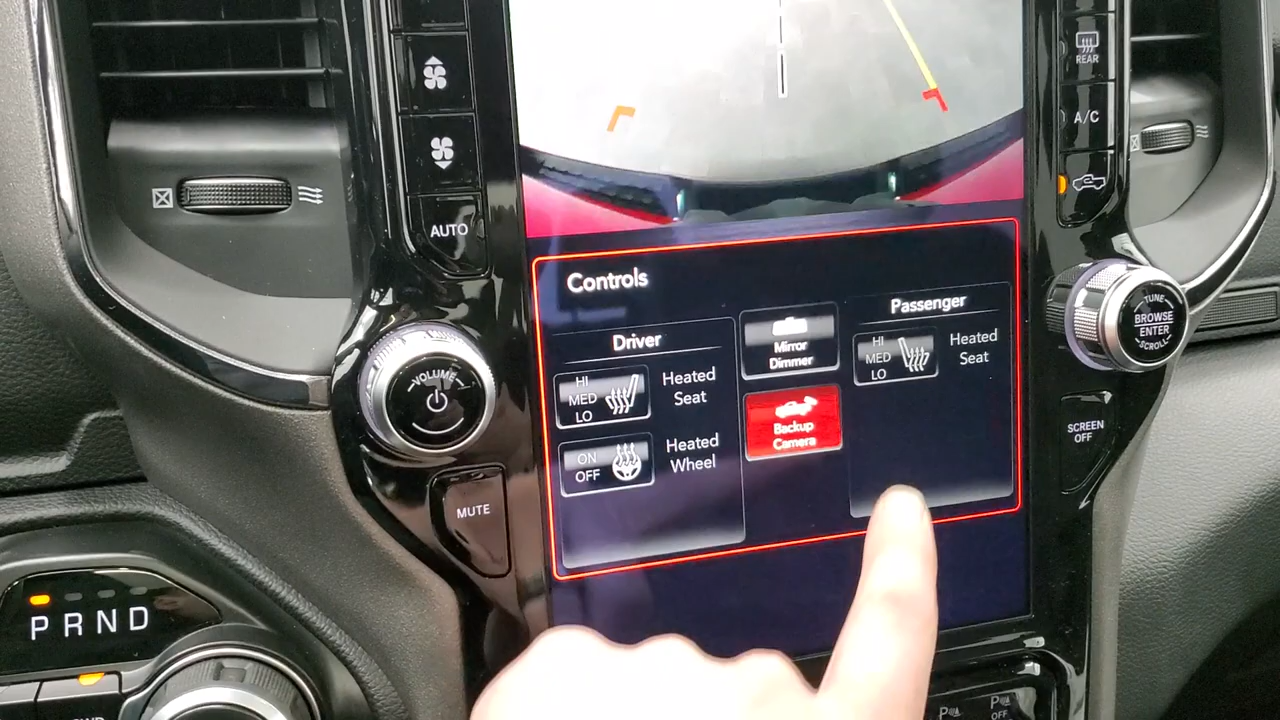 REAR
A/C
AUTO
TUNE
BROWSE
ENTER
SCROLL
Controls
Driver
Passenger
Mirror
Dimmer
HI
MED
LO
Heated
Seat
HI
MED
LO
Heated
Seat
Backup
Camera
ON
OFF
Heated
Wheel
VOLUME
MUTE
SCREEN
OFF
P R N D
P
P
OFF